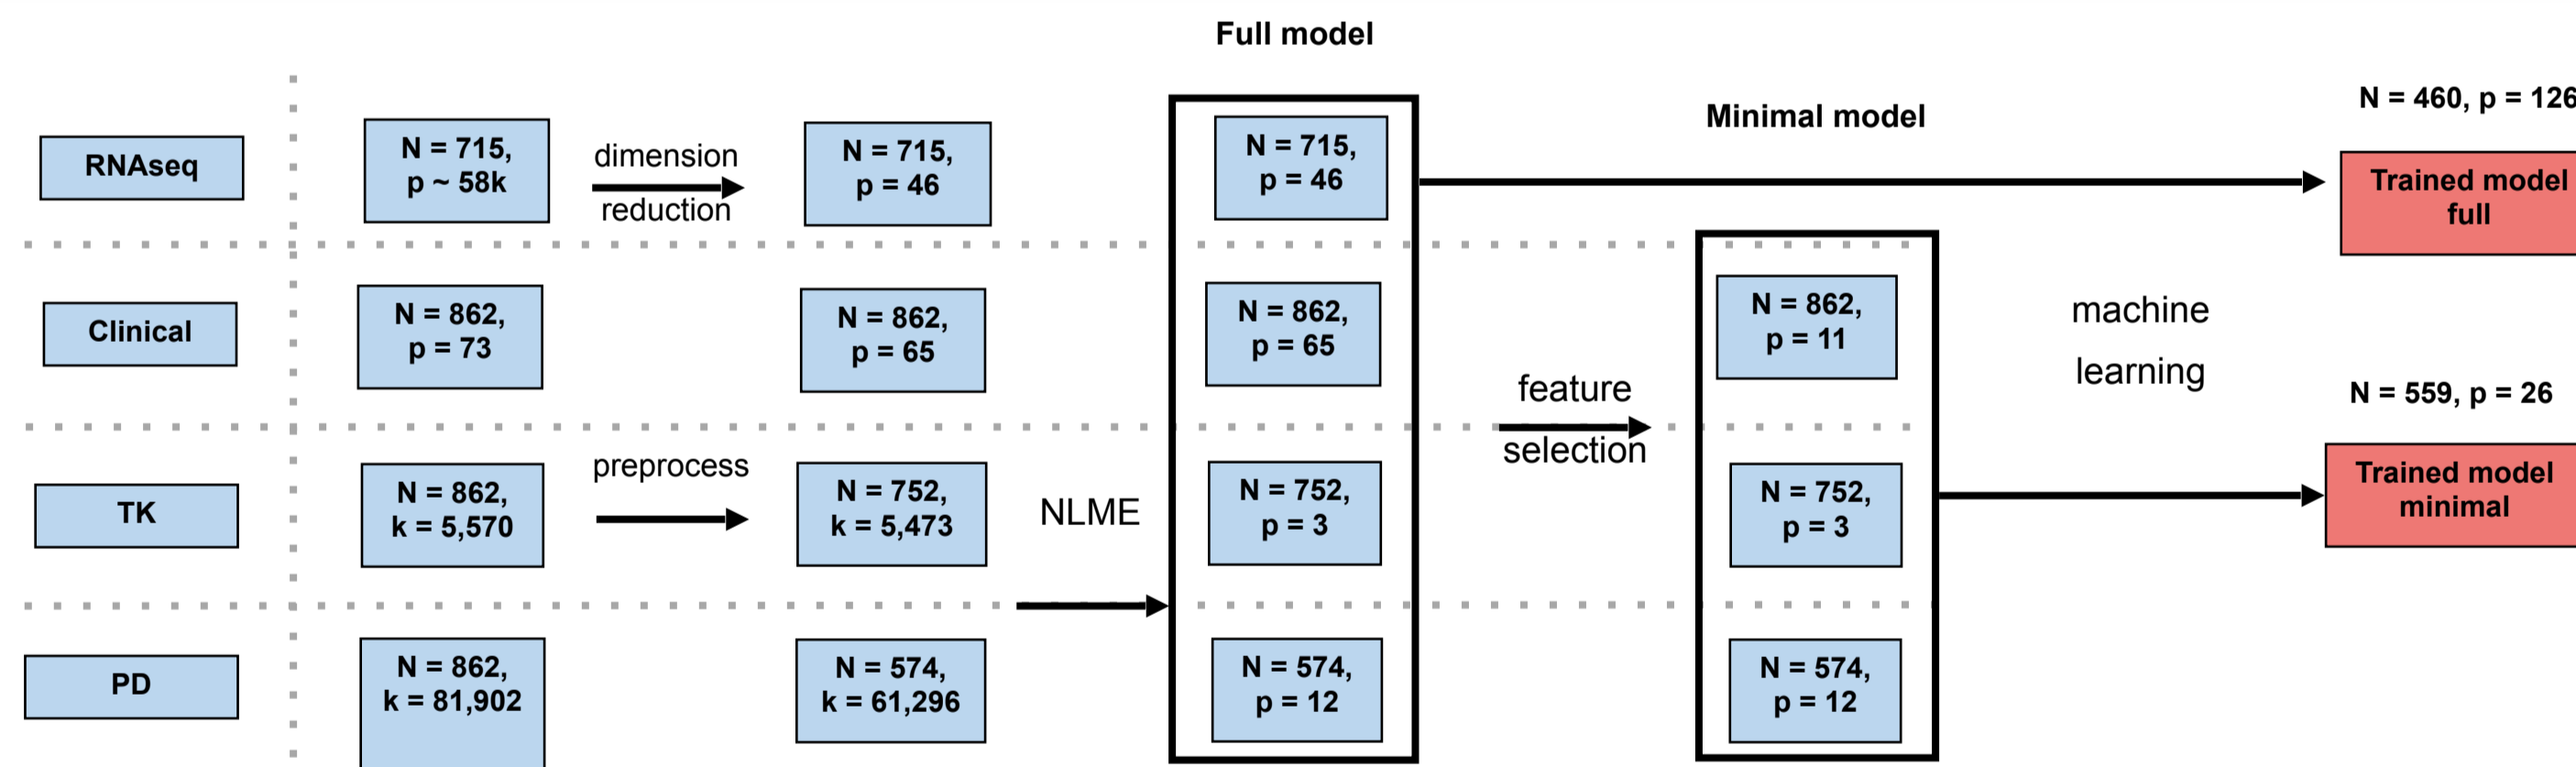 Full model
Minimal model
N = 460, p = 126
RNAseq
N = 715,
p ~ 58k
dimension
reduction
N = 715,
p = 46
N = 715,
p = 46
Trained model
full
Clinical
N = 862,
p = 73
N = 862,
p = 65
N = 862,
p = 65
feature
selection
N = 862,
p = 11
machine
learning
N = 559, p = 26
TK
N = 862,
k = 5,570
preprocess
N = 752,
k = 5,473
NLME
N = 752,
p = 3
N = 752,
p = 3
Trained model
minimal
PD
N = 862,
k = 81,902
N = 574,
k = 61,296
N = 574,
p = 12
N = 574,
p = 12